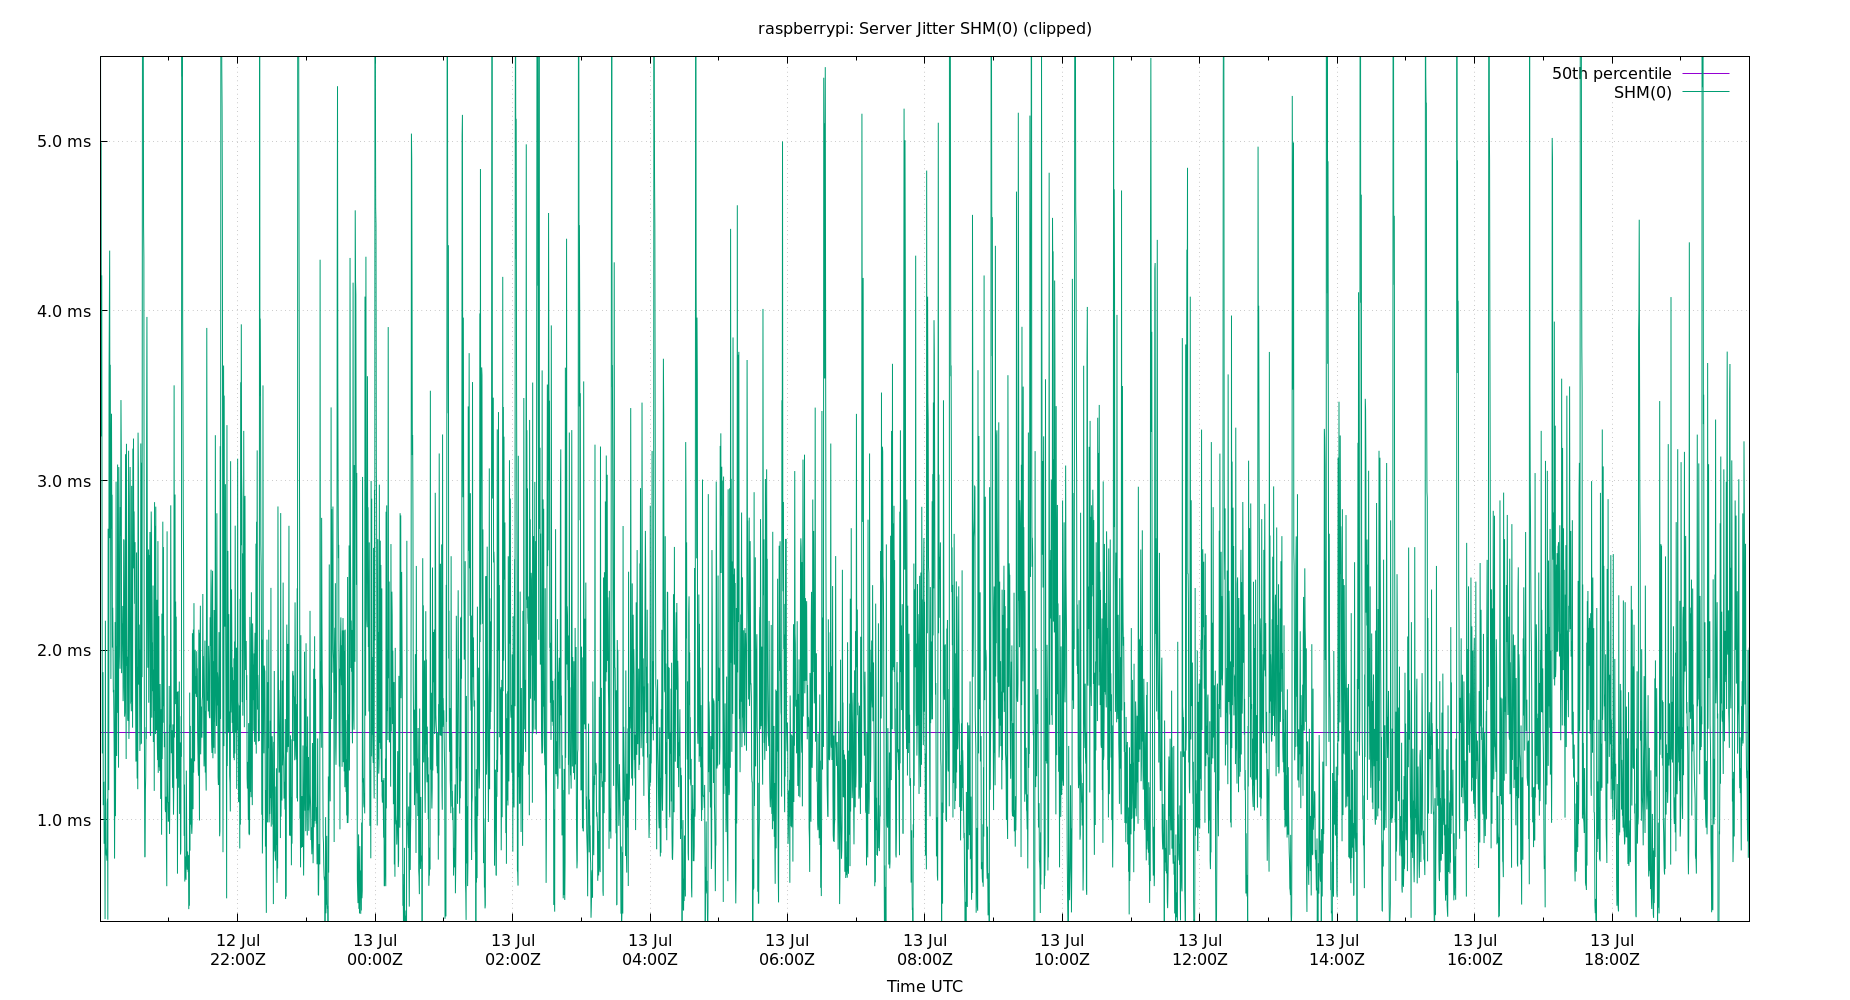 raspberrypi: Server Jitter SHM(0) (clipped)
50th percentile
SHM(0)
5.0 ms
4.0 ms
3.0 ms
2.0 ms
1.0 ms
12 Jul 13 Jul 13 Jul 13 Jul 13 Jul 13 Jul 13 Jul 13 Jul 13 Jul 13 Jul 13 Jul
22:00Z 00:00Z 02:00Z 04:00Z 06:00Z 08:00Z 10:00Z 12:00Z 14:00Z 16:00Z 18:00Z
Time UTC